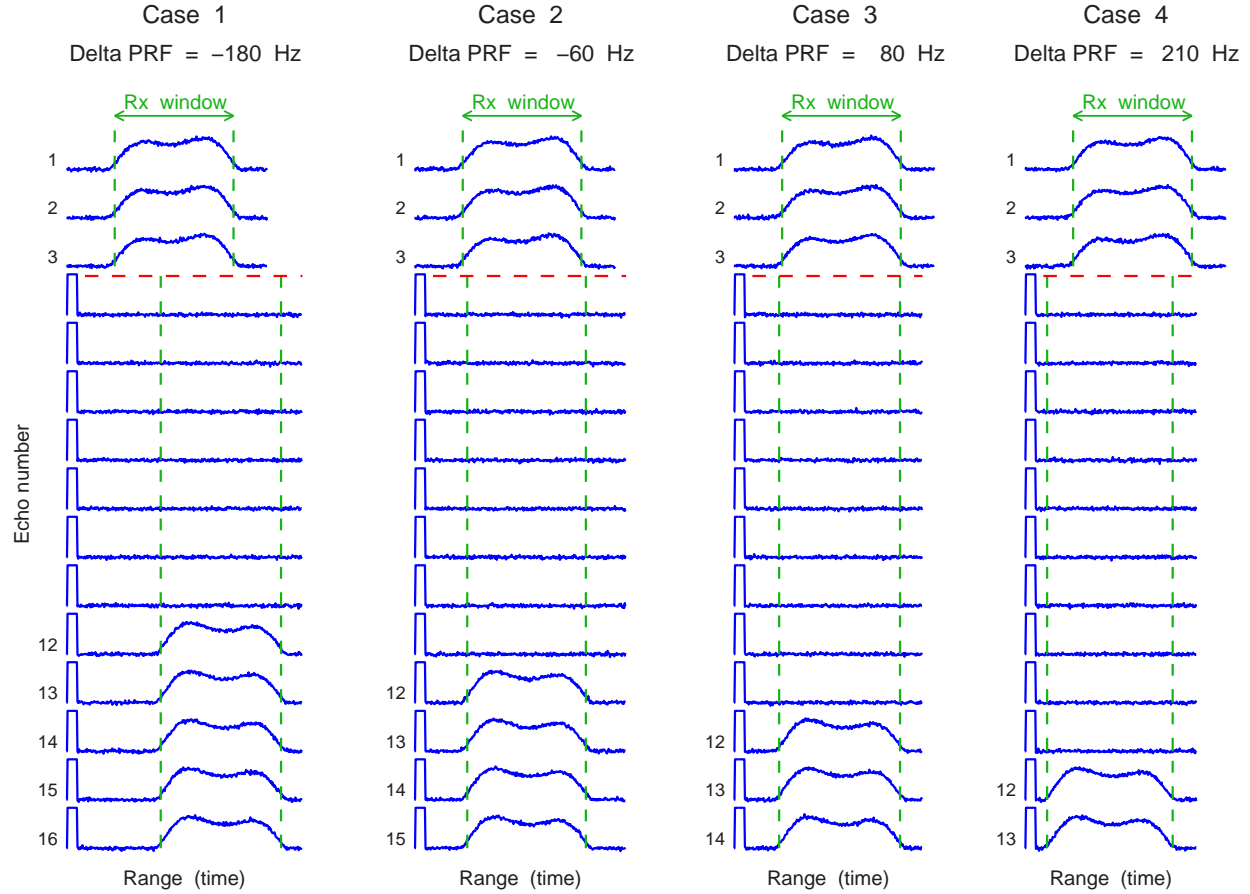 Case 1 Case 2 Case 3 Case 4
Delta PRF = −180 Hz Delta PRF = −60 Hz Delta PRF = 80 Hz Delta PRF = 210 Hz
Rx window Rx window Rx window Rx window
1 1 1 1
2 2 2 2
3 3 3 3
Echo number
12
13 12
14 13 12
15 14 13 12
16 15 14 13
Range (time) Range (time) Range (time) Range (time)